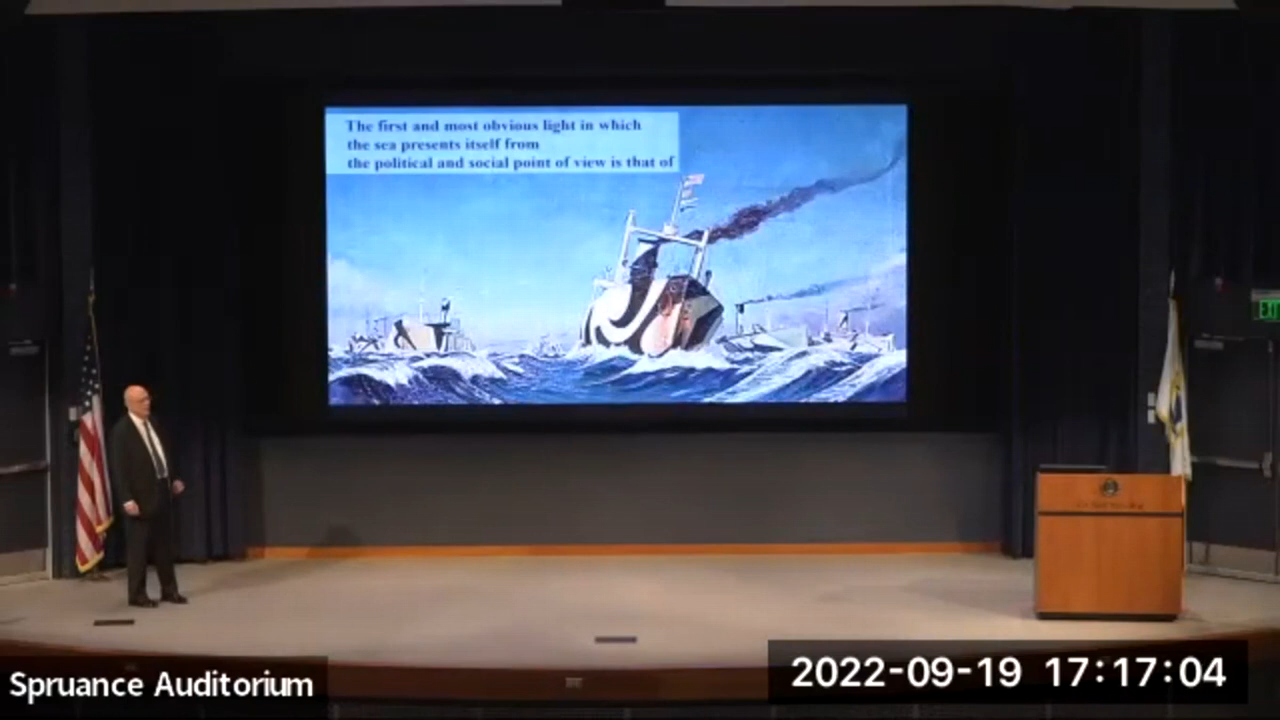 The first and most obvious light in which
the sea presents itself from
the political and social point of view is that of
EXI
Spruance Auditorium
2022-09-19 17:17:04